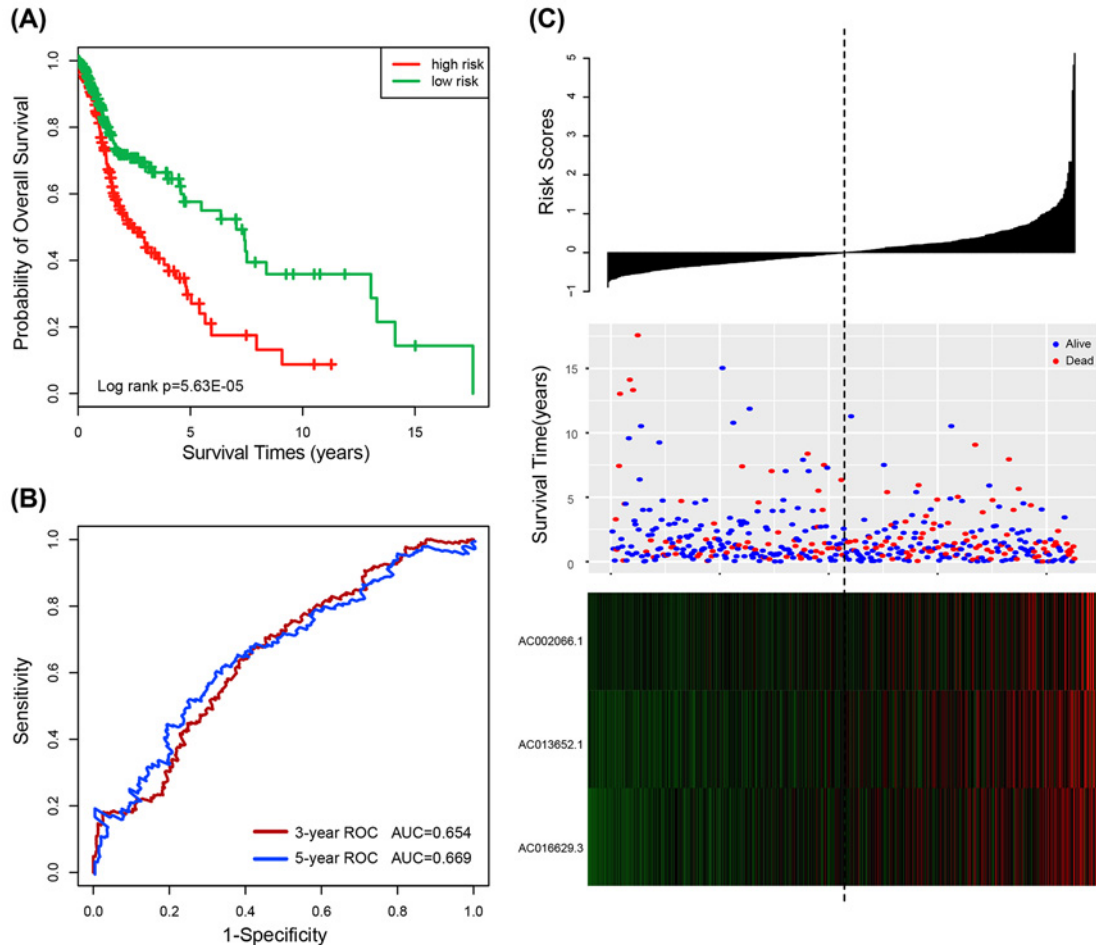 (A)
Probability of Overall Survival
1.0
0.8
0.6
0.4
0.2
0.0
high risk
low risk
Log rank p=5.63E-05
0
5
10
15
Survival Times (years)
(B)
Sensitivity
1.0
0.8
0.6
0.4
0.2
0.0
3-year ROC AUC=0.654
5-year ROC AUC=0.669
0.0
0.2
0.4
0.6
0.8
1.0
1-Specificity
(C)
Risk Scores
5
4
3
2
1
0
−1
Survival Time(years)
15
10
5
0
Alive
Dead
AC002066.1
AC013652.1
AC016629.3